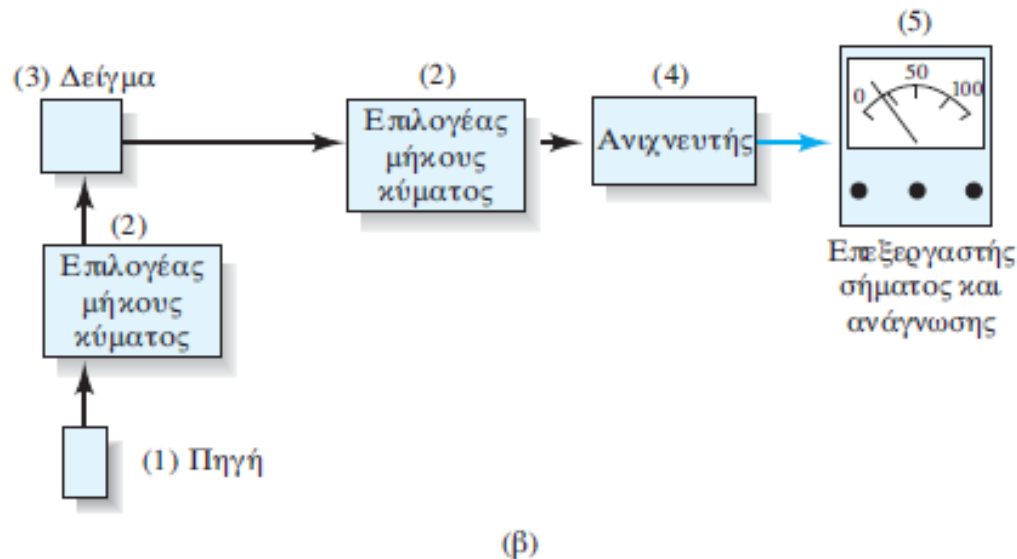 (5)
(3) Δείγμα
(2)
(4)
0 50 100
Επιλογέας
μήκους
κύματος
Ανιχνευτής
(2)
Επιλογέας
μήκους
κύματος
Επεξεργαστής
σήματος και
ανάγνωσης
(1) Πηγή
(β)